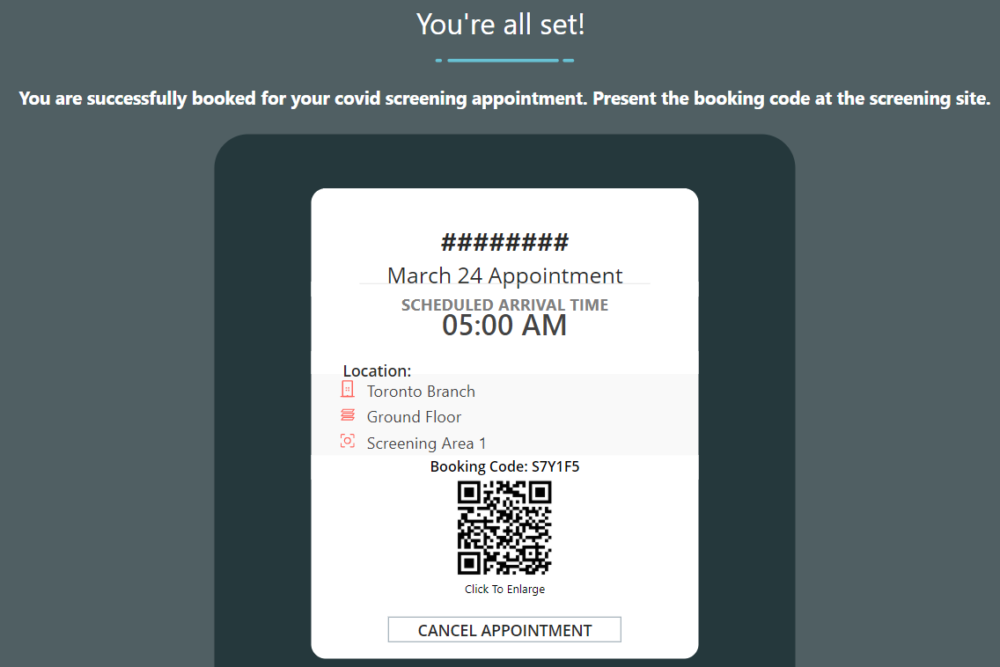 You're all set!
You are successfully booked for your covid screening appointment. Present the booking code at the screening site.
########
March 24 Appointment
SCHEDULED ARRIVAL TIME
05:00 AM
Location:
Toronto Branch
Ground Floor
Screening Area 1
Booking Code: S7Y1F5
Click To Enlarge
CANCEL APPOINTMENT